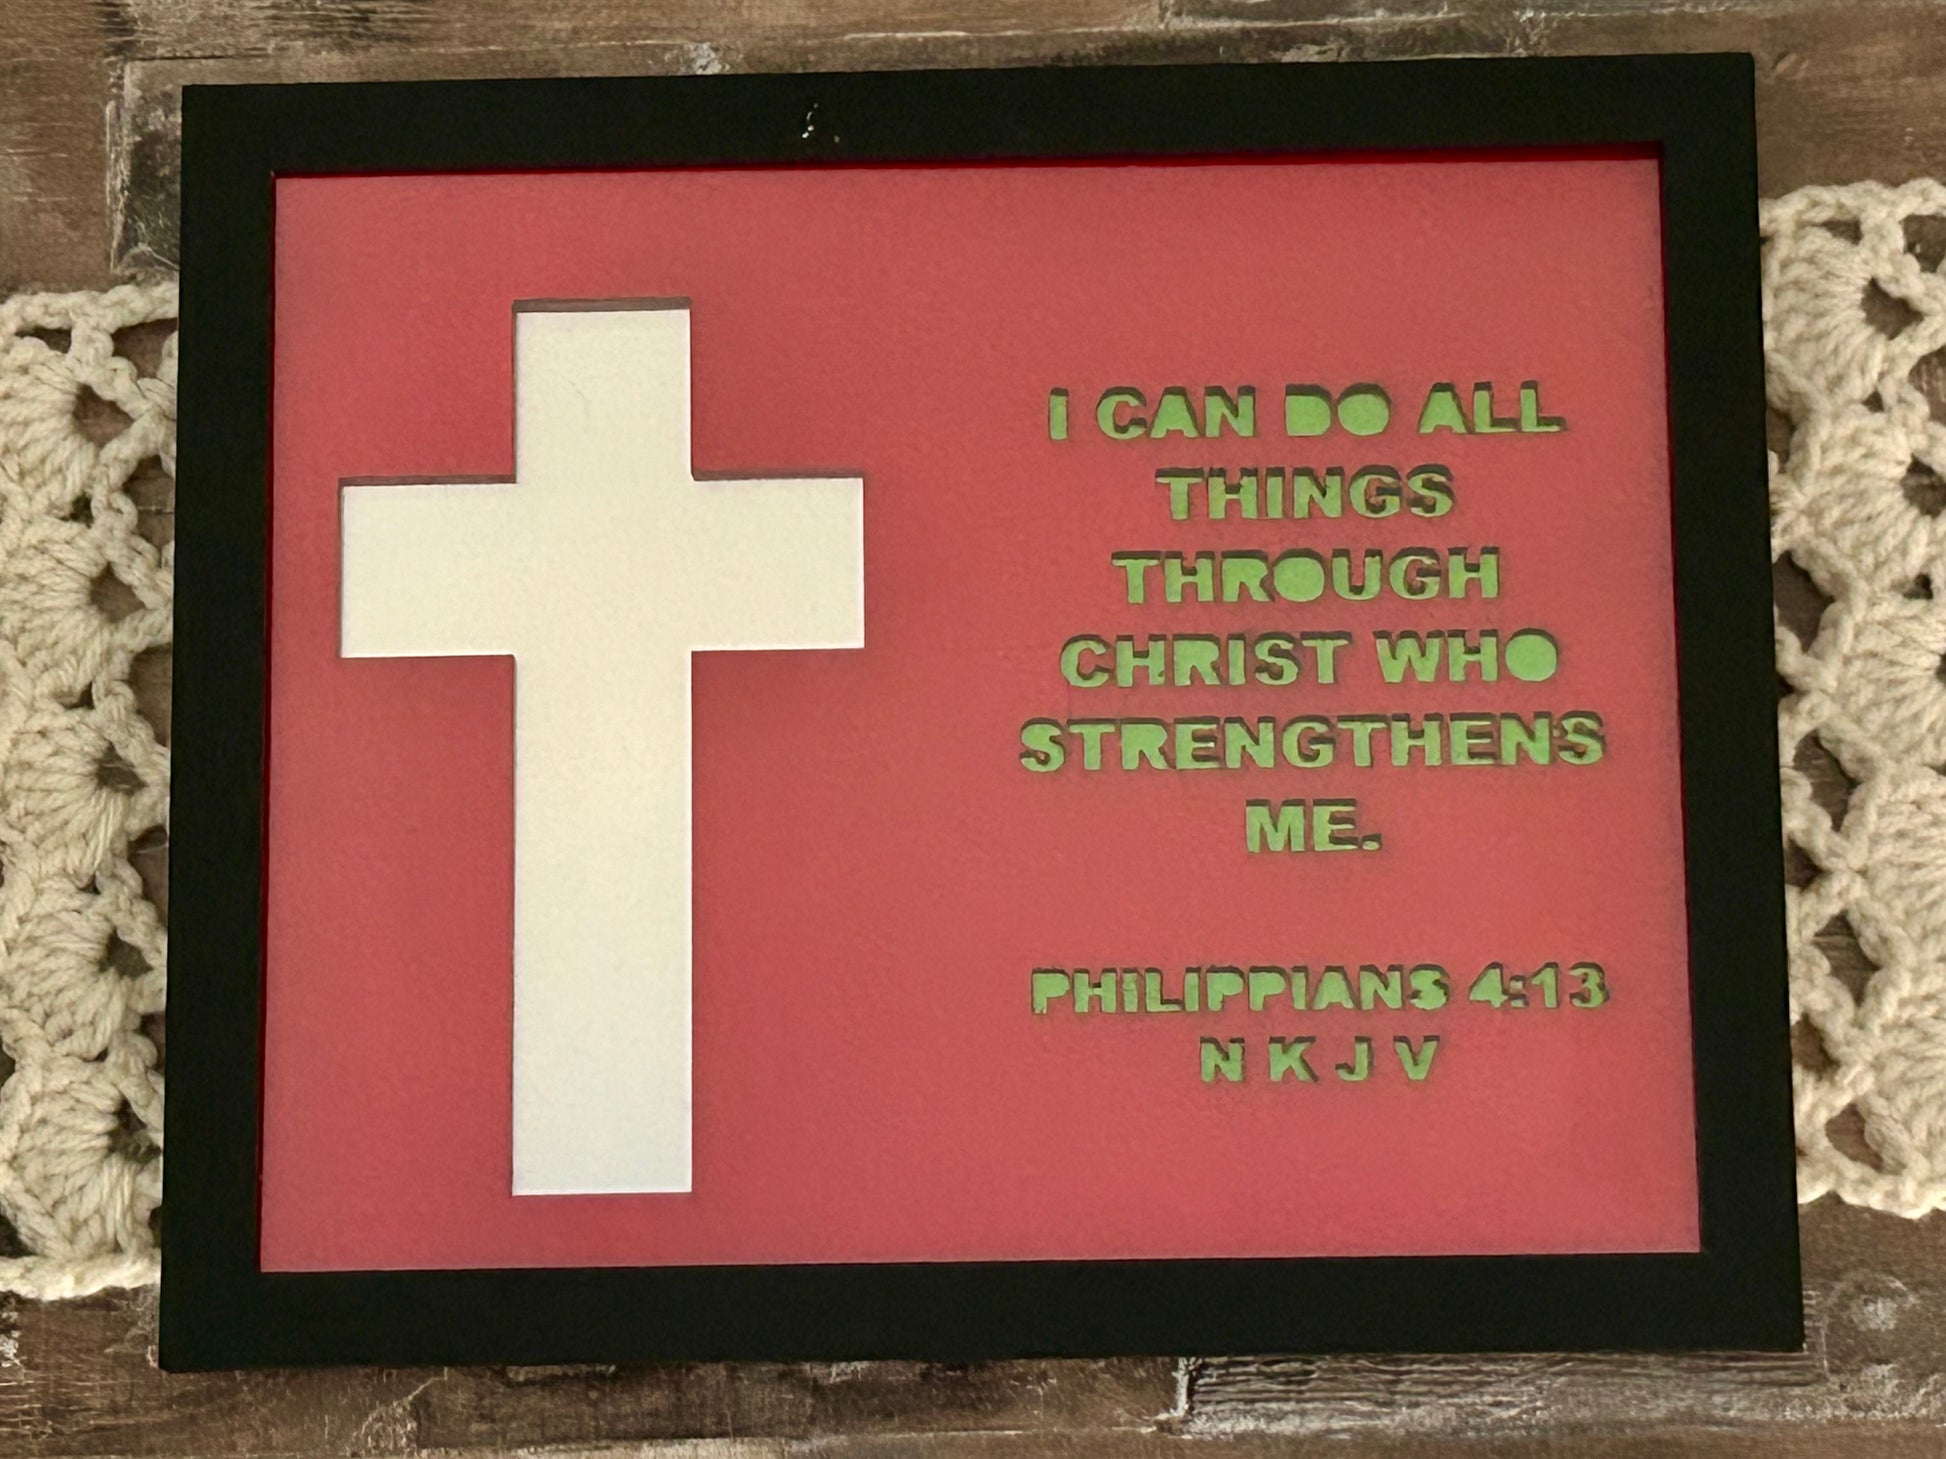 I CAN DO ALL
THINGS
THROUGH
CHRIST WHO
STRENGTHENS
ME.
PHILIPPIANS 4:13
N K J V